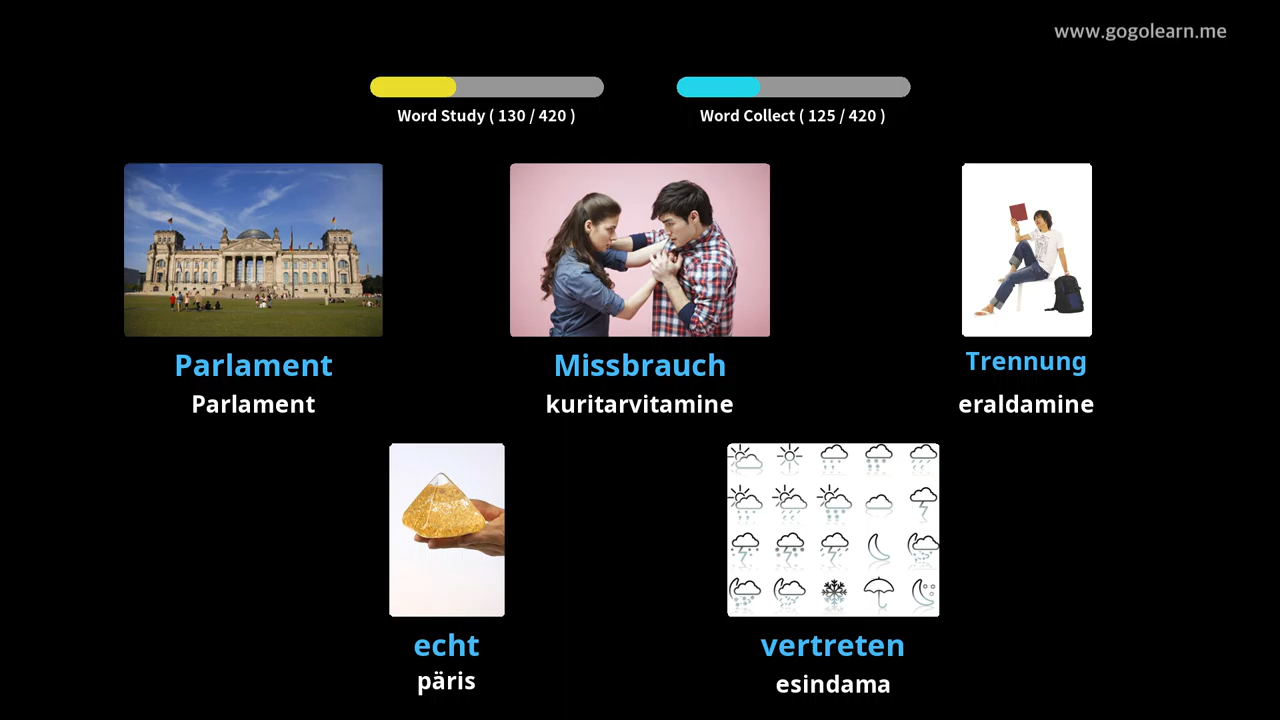 www.gogolearn.me
Word Study ( 130 / 420 )
Word Collect ( 125 / 420 )
Parlament
Parlament
Missbrauch
kuritarvitamine
Trennung
eraldamine
echt
päris
vertreten
esindama